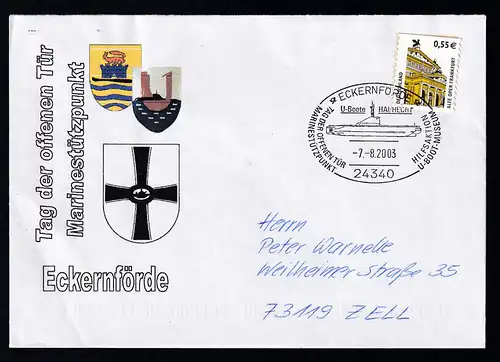 Tag der offenen Tür
Marinestützpunkt
Eckernförde
0,55 €
DEUTSCHLAND
ALTE OPER FRANKFURT
ECKERNFÖRDE
U-Boote HAI/HECHT
TAG DER OFFENEN TÜR
MARINESTÜTZPUNKT
HILFSAKTION
U-BOOT-MUSEUM
-7.-8.2003
24340
Herrn
Peter Warnelie
Weilheimer Straße 35
73119 ZELL